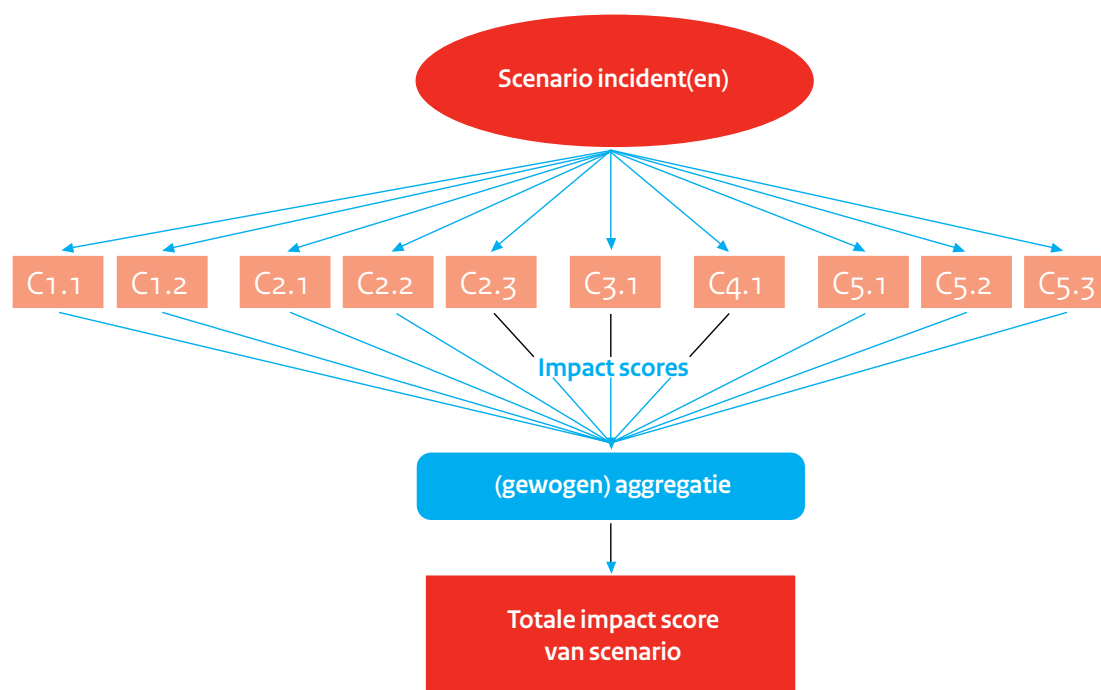 Scenario incident(en)
C1.1 C1.2 C2.1 C2.2 C2.3 C3.1 C4.1 C5.1 C5.2 C5.3
Impact scores
(gewogen) aggregatie
Totale impact score
van scenario